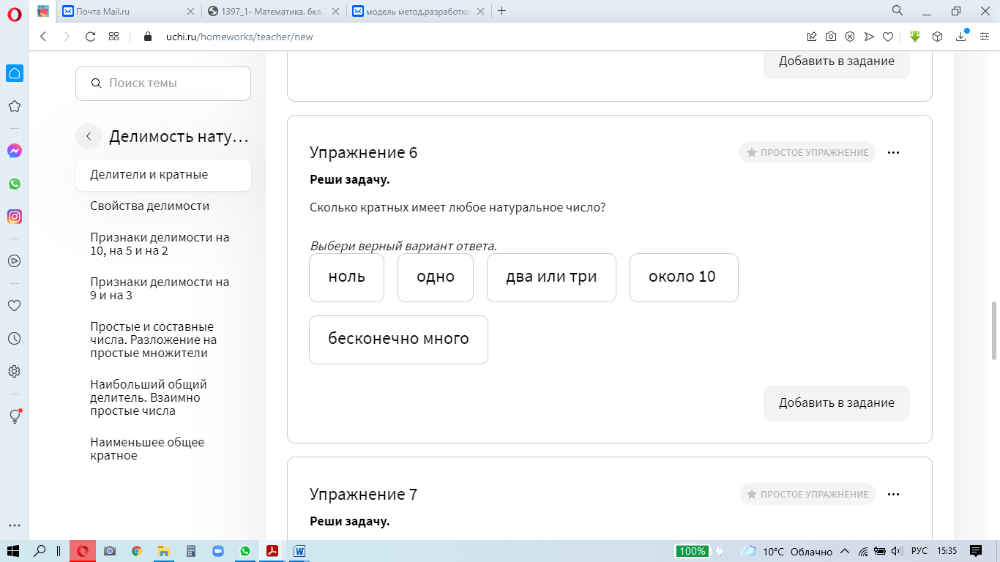 Почта Mail.ru
1397_1- Математика. 6кл.
модель метод.разработки
uchi.ru/homeworks/teacher/new
Поиск темы
Делимость нату...
Делители и кратные
Свойства делимости
Признаки делимости на
10, на 5 и на 2
Признаки делимости на
9 и на 3
Простые и составные
числа. Разложение на
простые множители
Наибольший общий
делитель. Взаимно
простые числа
Наименьшее общее
кратное
Добавить в задание
Упражнение 6
ПРОСТОЕ УПРАЖНЕНИЕ
Реши задачу.
Сколько кратных имеет любое натуральное число?
Выбери верный вариант ответа.
ноль
одно
два или три
около 10
бесконечно много
Добавить в задание
Упражнение 7
ПРОСТОЕ УПРАЖНЕНИЕ
Реши задачу.
100%
10°C Облачно
РУС
15:35